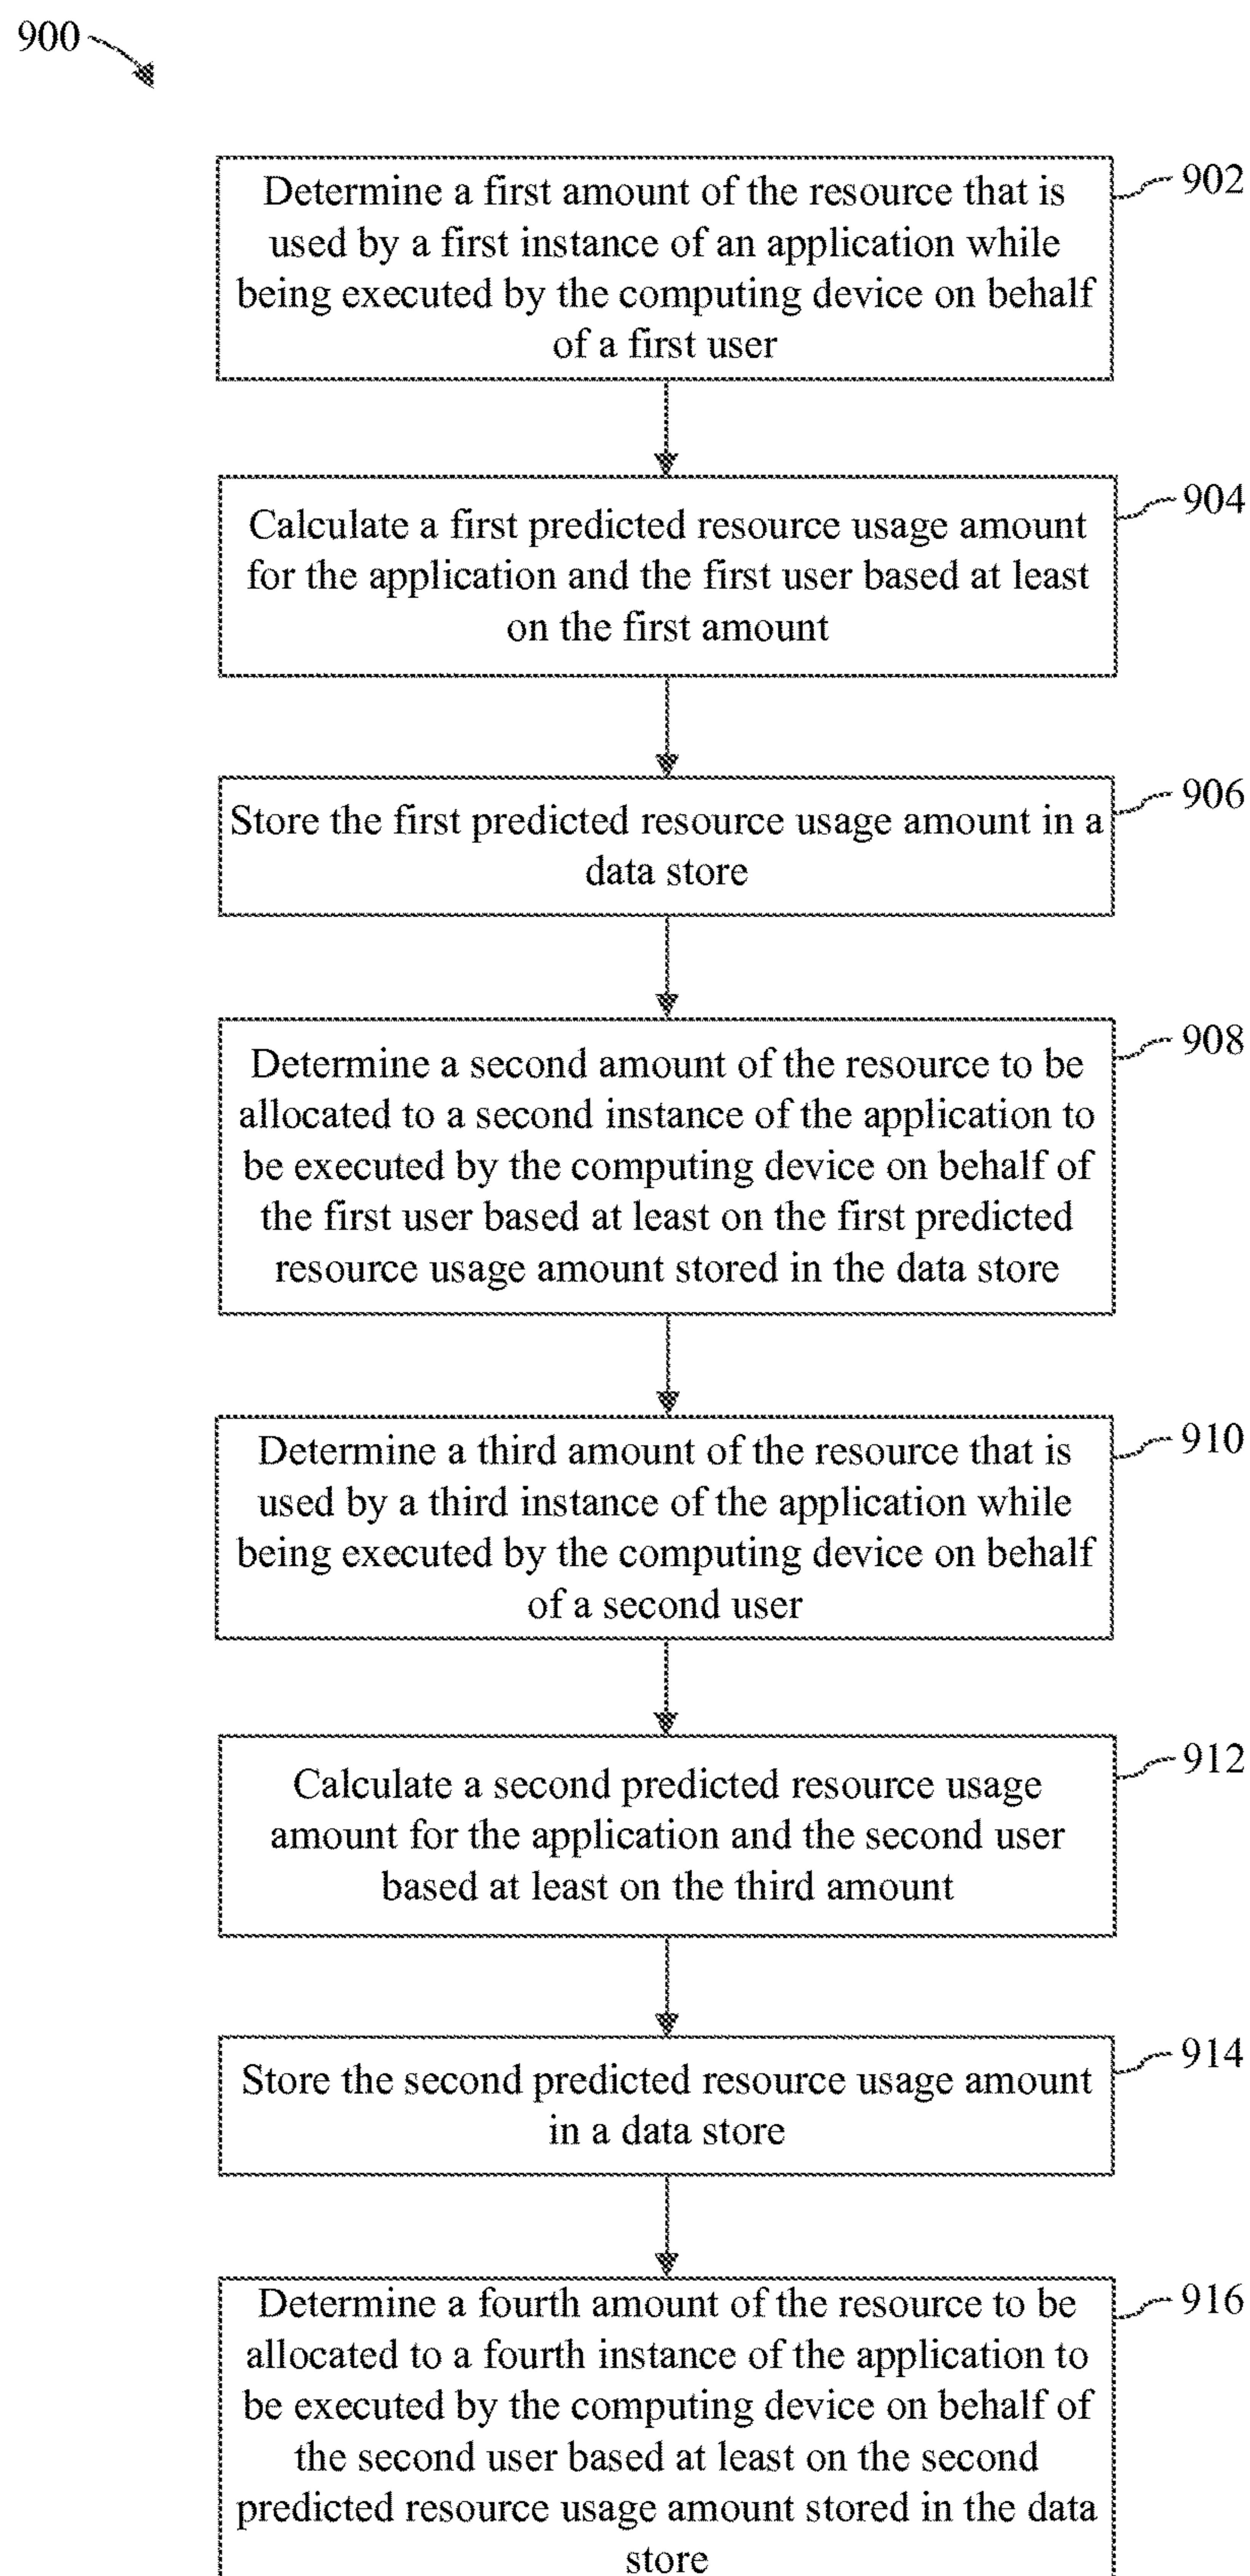 900
Determine a first amount of the resource that is
used by a first instance of an application while
being executed by the computing device on behalf
of a first user
902
Calculate a first predicted resource usage amount
for the application and the first user based at least
on the first amount
904
Store the first predicted resource usage amount in a
data store
906
Determine a second amount of the resource to be
allocated to a second instance of the application to
be executed by the computing device on behalf of
the first user based at least on the first predicted
resource usage amount stored in the data store
908
Determine a third amount of the resource that is
used by a third instance of the application while
being executed by the computing device on behalf
of a second user
910
Calculate a second predicted resource usage
amount for the application and the second user
based at least on the third amount
912
Store the second predicted resource usage amount
in a data store
914
Determine a fourth amount of the resource to be
allocated to a fourth instance of the application to
be executed by the computing device on behalf of
the second user based at least on the second
predicted resource usage amount stored in the data
store
916